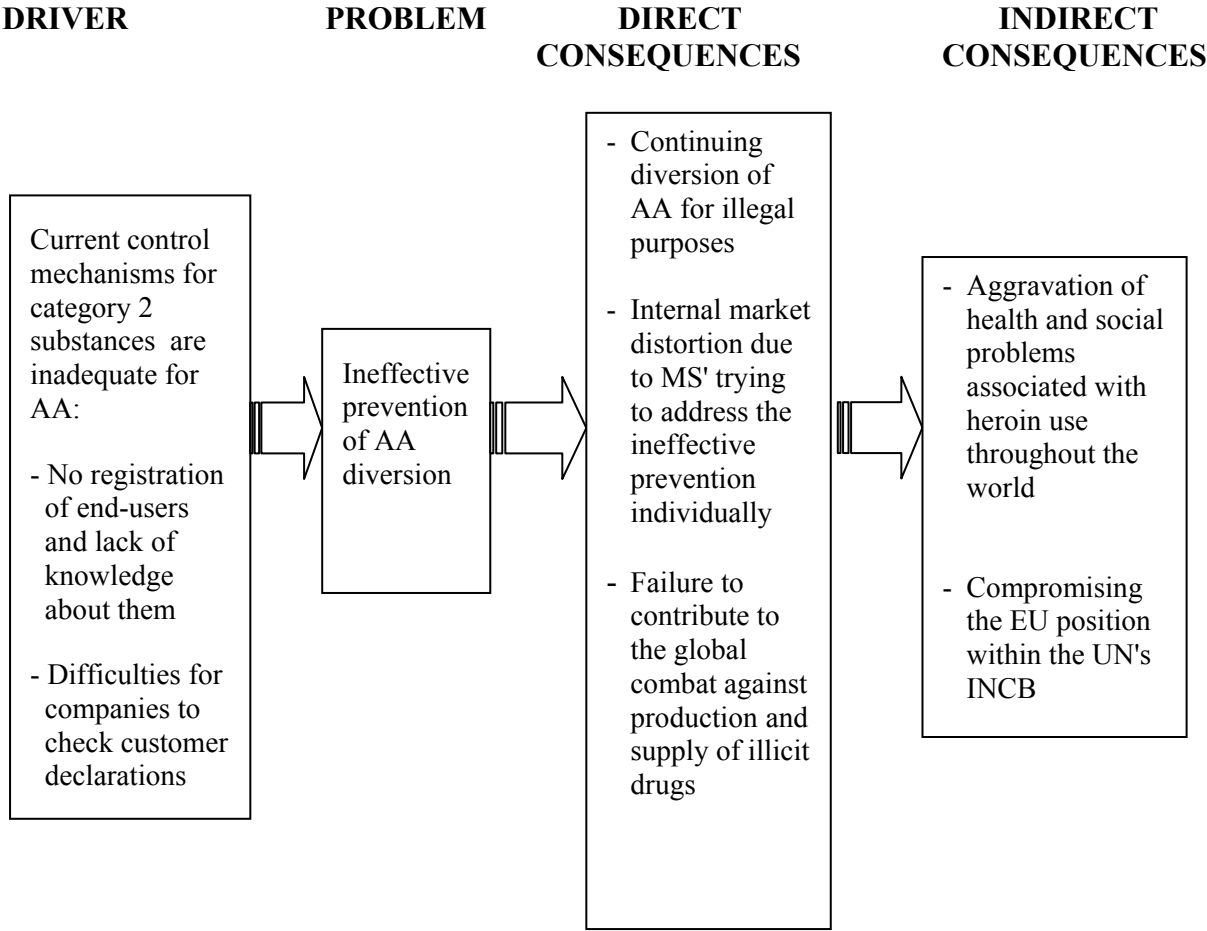 DRIVER
PROBLEM
DIRECT
CONSEQUENCES
INDIRECT
CONSEQUENCES
Current control
mechanisms for
category 2
substances are
inadequate for
AA:
- No registration
of end-users
and lack of
knowledge
about them
- Difficulties for
companies to
check customer
declarations
Ineffective
prevention
of AA
diversion
- Continuing
diversion of
AA for illegal
purposes
- Internal market
distortion due
to MS' trying
to address the
ineffective
prevention
individually
- Failure to
contribute to
the global
combat against
production and
supply of illicit
drugs
- Aggravation of
health and social
problems
associated with
heroin use
throughout the
world
- Compromising
the EU position
within the UN's
INCB